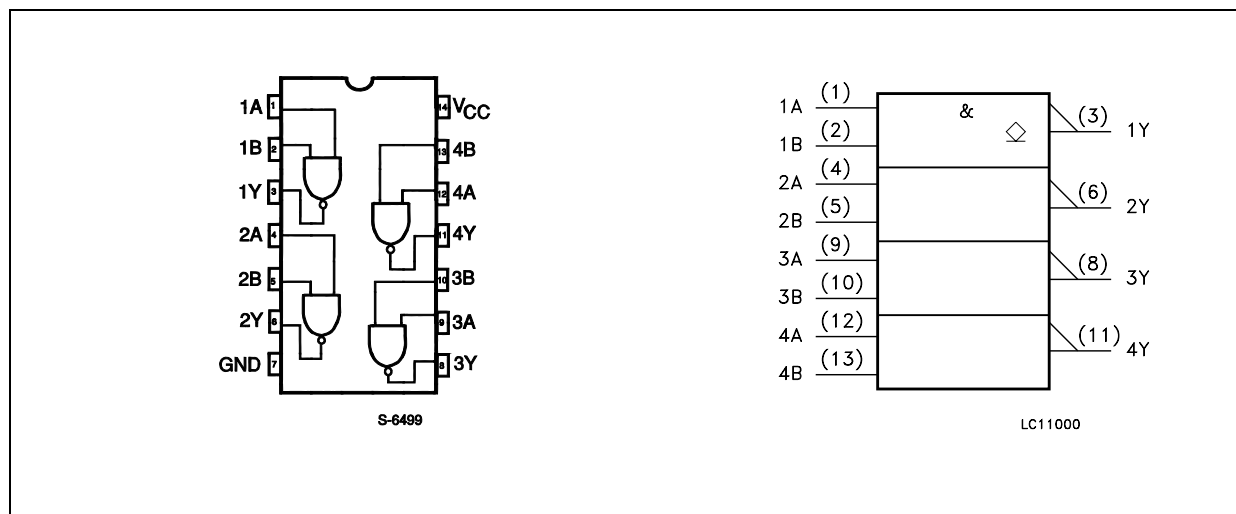 1A 1 14 VCC
1B 2 13 4B
1Y 3 12 4A
2A 4 11 4Y
2B 5 10 3B
2Y 6 9 3A
GND 7 8 3Y
S-6499
1A (1) & (3) 1Y
1B (2)
2A (4) (6) 2Y
2B (5)
3A (9) (8) 3Y
3B (10)
4A (12) (11) 4Y
4B (13)
LC11000